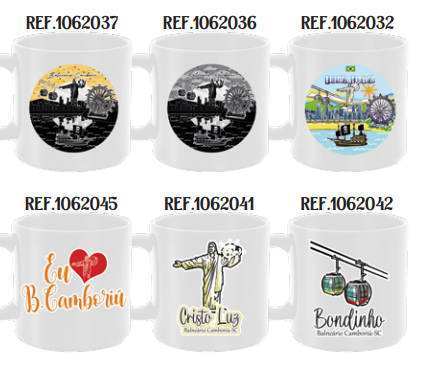 REF.1062037
REF.1062036
REF.1062032
REF.1062045
REF.1062041
REF.1062042
Eu
B.Camboriú
Cristo Luz
Balneário Camboriú-SC
Bondinho
Balneário Camboriú-SC